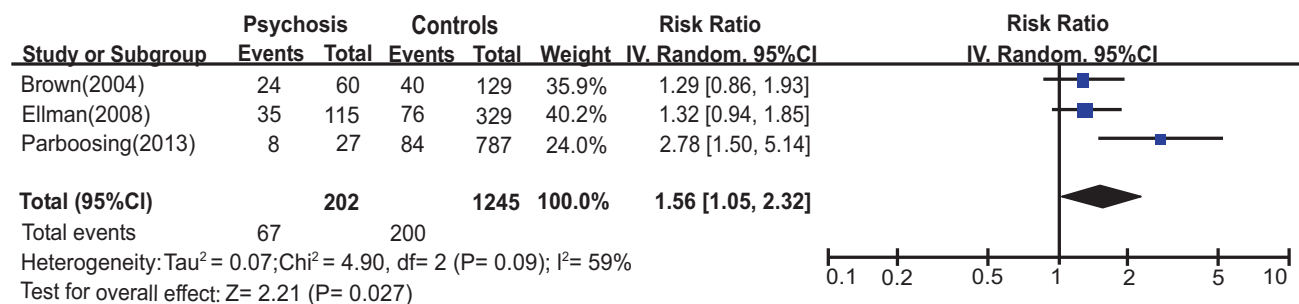 Psychosis Controls Risk Ratio Risk Ratio
Study or Subgroup Events Total Events Total Weight IV. Random. 95%CI IV. Random. 95%CI
Brown(2004) 24 60 40 129 35.9% 1.29 [0.86, 1.93]
Ellman(2008) 35 115 76 329 40.2% 1.32 [0.94, 1.85]
Parboosing(2013) 8 27 84 787 24.0% 2.78 [1.50, 5.14]
Total (95%CI) 202 1245 100.0% 1.56 [1.05, 2.32]
Total events 67 200
Heterogeneity: Tau² = 0.07;Chi² = 4.90, df= 2 (P= 0.09); I²= 59%
Test for overall effect: Z= 2.21 (P= 0.027)
0.1 0.2 0.5 1 2 5 10